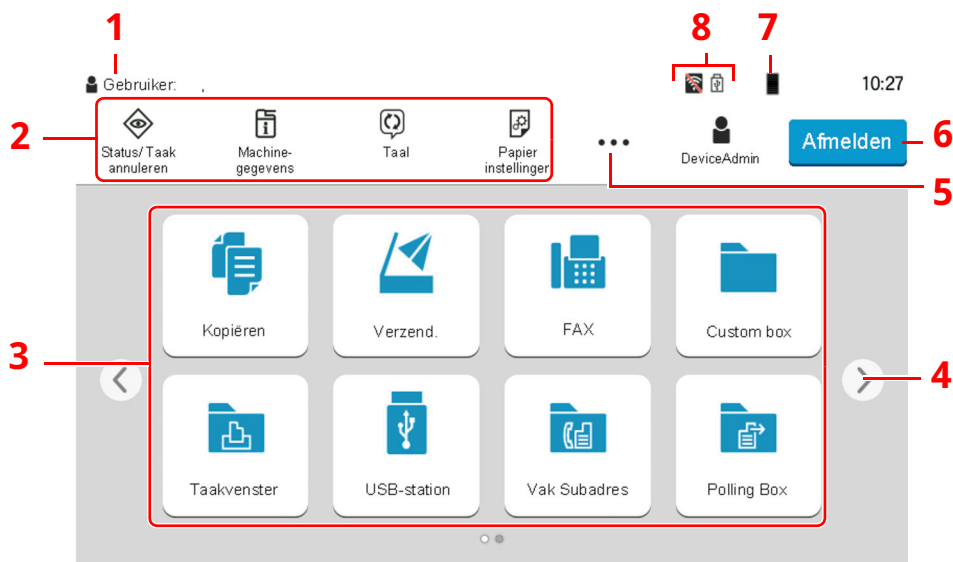 1
8
7
Gebruiker: ,
10:27
2
Status/Taak
annuleren
Machine-
gegevens
Taal
Papier
instellingen
DeviceAdmin
Afmelden
6
5
3
Kopiëren
Verzend.
FAX
Custom box
4
Taakvenster
USB-station
Vak Subadres
Polling Box